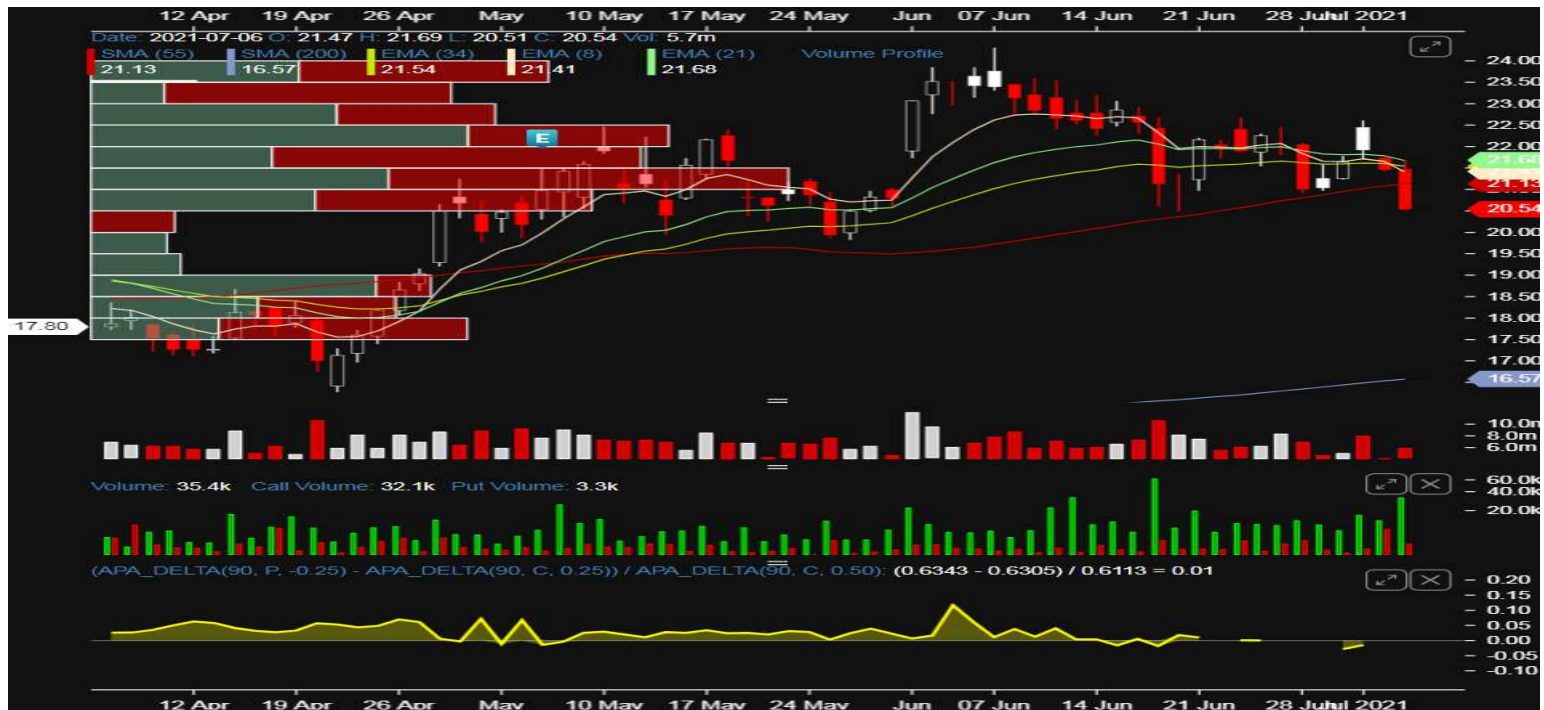 12 Apr 19 Apr 26 Apr May 10 May 17 May 24 May Jun 07 Jun 14 Jun 21 Jun 28 Jun Jul 2021
Date: 2021-07-06 O: 21.47 H: 21.69 L: 20.51 C: 20.54 Vol: 5.7m
SMA (55) SMA (200) EMA (34) EMA (8) EMA (21) Volume Profile
21.13 16.57 21.54 21.41 21.68
24.00
23.50
23.00
22.50
E
22.00
21.68
21.13
20.54
20.00
19.50
19.00
18.50
18.00
17.80
17.50
17.00
16.57
10.0m
8.0m
6.0m
Volume: 35.4k Call Volume: 32.1k Put Volume: 3.3k
60.0k
40.0k
20.0k
(APA_DELTA(90, P, -0.25) - APA_DELTA(90, C, 0.25)) / APA_DELTA(90, C, 0.50): (0.6343 - 0.6305) / 0.6113 = 0.01
0.20
0.15
0.10
0.05
0.00
-0.05
-0.10
12 Apr 19 Apr 26 Apr May 10 May 17 May 24 May Jun 07 Jun 14 Jun 21 Jun 28 Jun Jul 2021